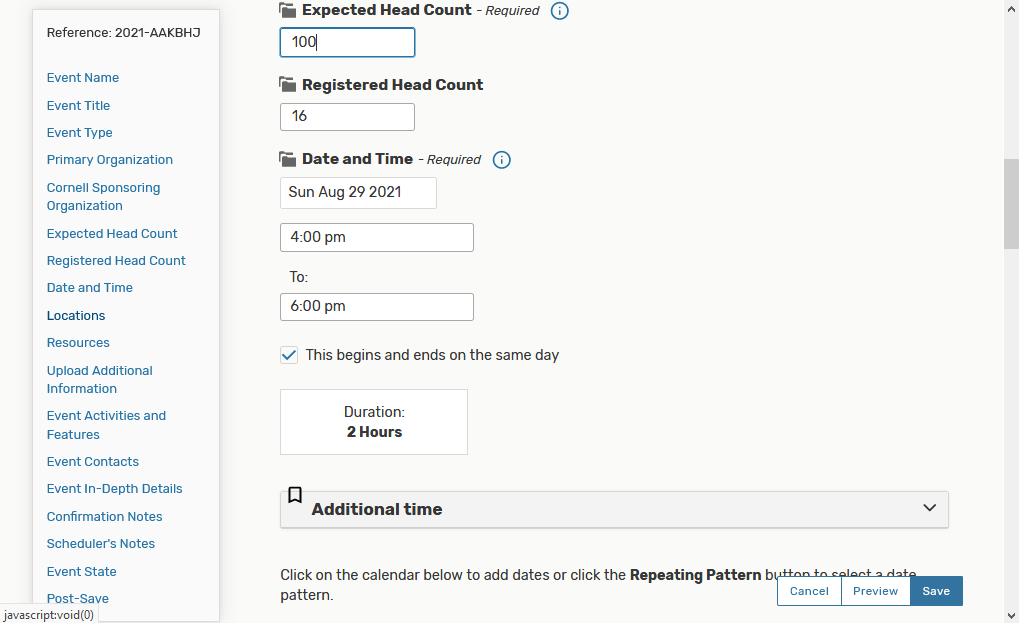 Reference: 2021-AAKBHJ
Event Name
Event Title
Event Type
Primary Organization
Cornell Sponsoring
Organization
Expected Head Count
Registered Head Count
Date and Time
Locations
Resources
Upload Additional
Information
Event Activities and
Features
Event Contacts
Event In-Depth Details
Confirmation Notes
Scheduler's Notes
Event State
Post-Save
javascript:void(0)
Expected Head Count - Required
100
Registered Head Count
16
Date and Time - Required
Sun Aug 29 2021
4:00 pm
To:
6:00 pm
This begins and ends on the same day
Duration:
2 Hours
Additional time
Click on the calendar below to add dates or click the Repeating Pattern button to select a date
pattern.
Cancel Preview Save